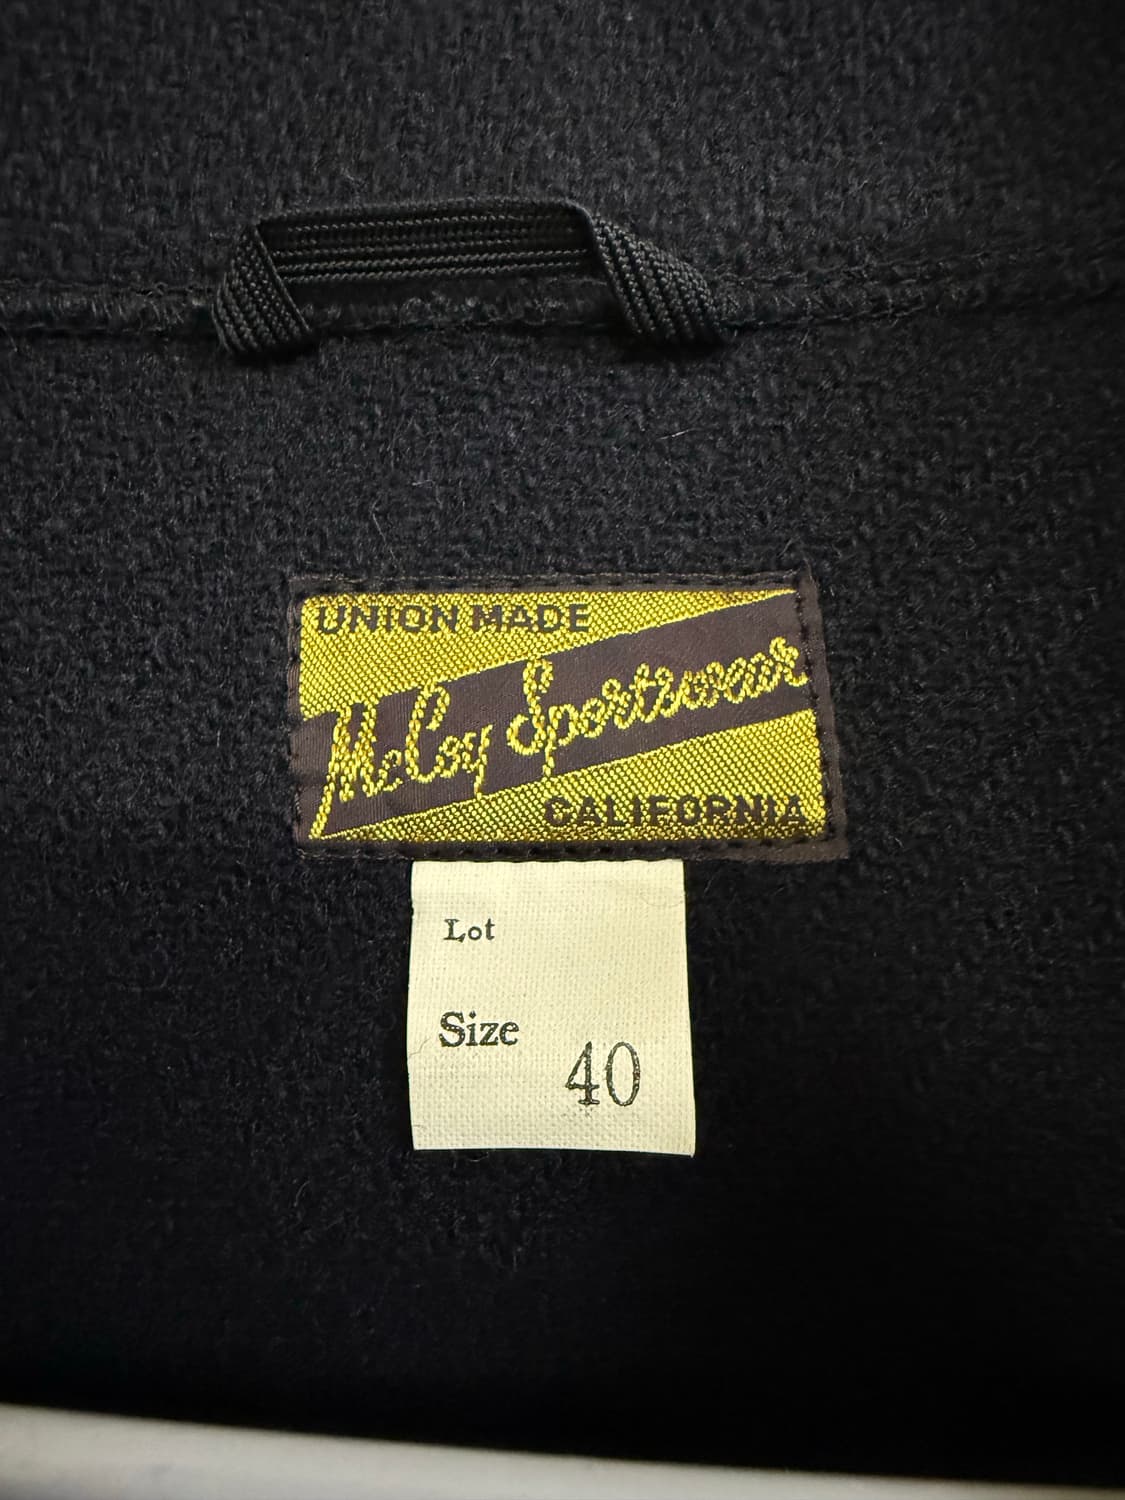 UNION MADE
McCoy Sportswear
CALIFORNIA
Lot
Size
40